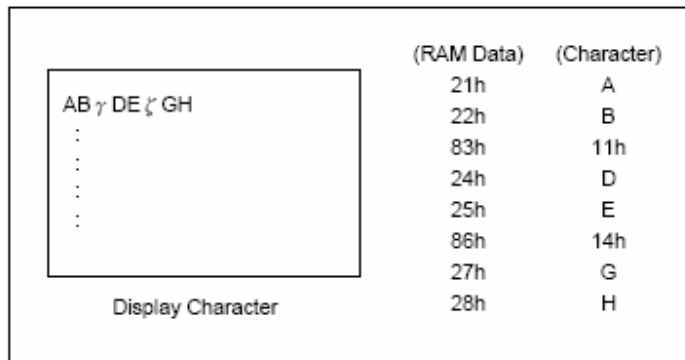 (RAM Data) (Character)
21h A
AB γ DE ζ GH
22h B
:
83h 11h
:
24h D
:
25h E
:
86h 14h
27h G
Display Character
28h H